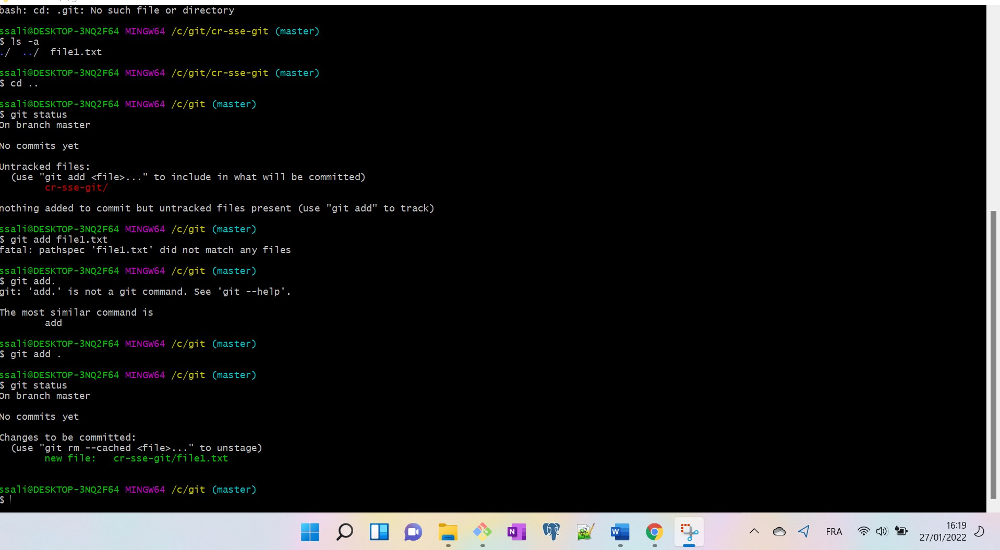 bash: cd: .git: No such file or directory
ssali@DESKTOP-3NQ2F64 MINGW64 /c/git/cr-sse-git (master)
$ ls -a
./  ../  file1.txt
ssali@DESKTOP-3NQ2F64 MINGW64 /c/git/cr-sse-git (master)
$ cd ..
ssali@DESKTOP-3NQ2F64 MINGW64 /c/git (master)
$ git status
On branch master
No commits yet
Untracked files:
  (use "git add <file>..." to include in what will be committed)
        cr-sse-git/
nothing added to commit but untracked files present (use "git add" to track)
ssali@DESKTOP-3NQ2F64 MINGW64 /c/git (master)
$ git add file1.txt
fatal: pathspec 'file1.txt' did not match any files
ssali@DESKTOP-3NQ2F64 MINGW64 /c/git (master)
$ git add.
git: 'add.' is not a git command. See 'git --help'.
The most similar command is
        add
ssali@DESKTOP-3NQ2F64 MINGW64 /c/git (master)
$ git add .
ssali@DESKTOP-3NQ2F64 MINGW64 /c/git (master)
$ git status
On branch master
No commits yet
Changes to be committed:
  (use "git rm --cached <file>..." to unstage)
        new file:   cr-sse-git/file1.txt
ssali@DESKTOP-3NQ2F64 MINGW64 /c/git (master)
$
N
W
FRA
16:19
27/01/2022